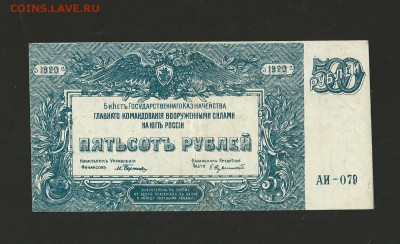 COINS.LAVE.RU
1920
1920
500
РУБЛЕЙ
БИЛЕТЪ ГОСУДАРСТВЕННАГО КАЗНАЧЕЙСТВА
ГЛАВНАГО КОМАНДОВАНІЯ ВООРУЖЕННЫМИ СИЛАМИ
НА ЮГѢ РОССІИ
ПЯТЬСОТЪ РУБЛЕЙ
НАЧАЛЬНИКЪ УПРАВЛЕНІЯ
ФИНАНСОВЪ
НАЧАЛЬНИКЪ КРЕДИТНОЙ
ЧАСТИ
АИ-079